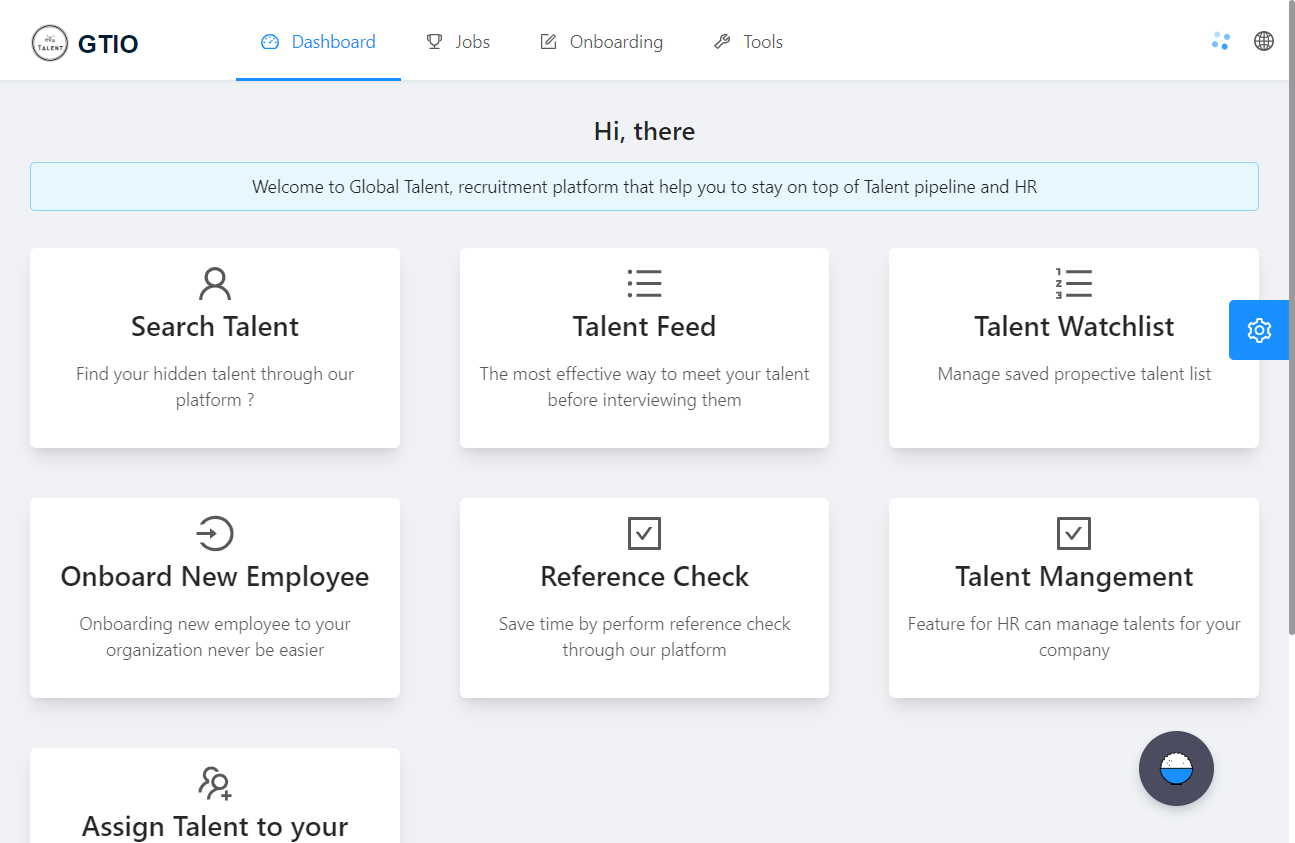 TALENT
GTIO
Dashboard
Jobs
Onboarding
Tools
Hi, there
Welcome to Global Talent, recruitment platform that help you to stay on top of Talent pipeline and HR
Search Talent
Find your hidden talent through our
platform ?
Talent Feed
The most effective way to meet your talent
before interviewing them
1
2
3
Talent Watchlist
Manage saved propective talent list
Onboard New Employee
Onboarding new employee to your
organization never be easier
Reference Check
Save time by perform reference check
through our platform
Talent Mangement
Feature for HR can manage talents for your
company
Assign Talent to your